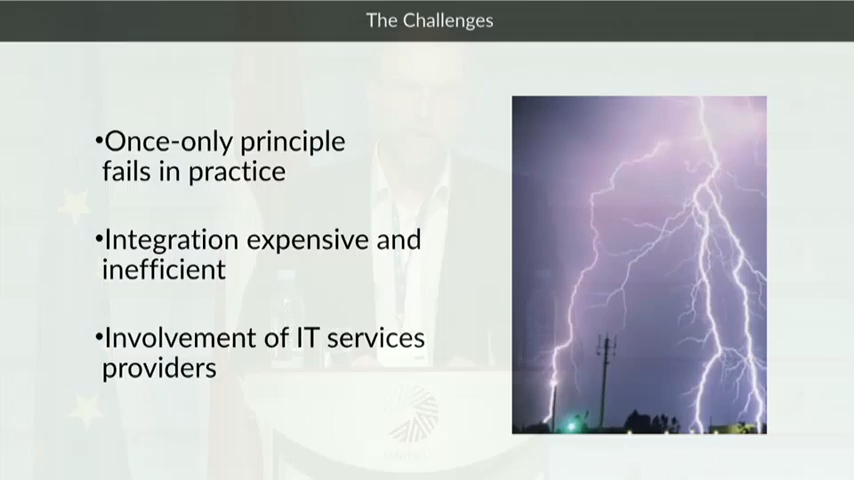 The Challenges
•Once-only principle
fails in practice
•Integration expensive and
inefficient
•Involvement of IT services
providers